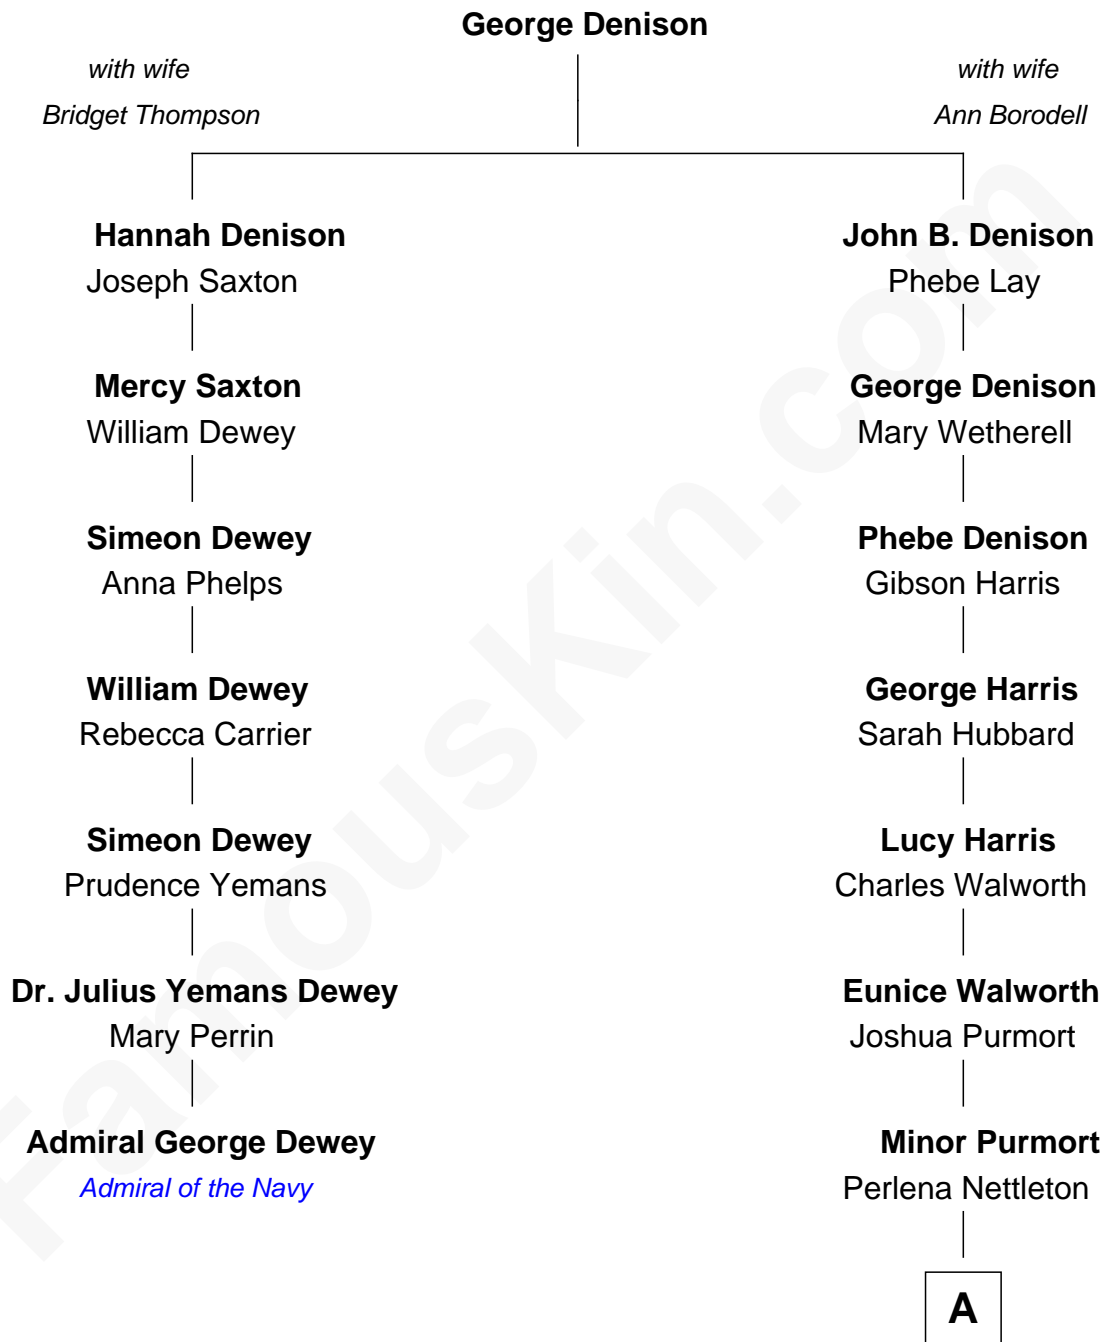 George Denison
with wife
Bridget Thompson
with wife
Ann Borodell
Hannah Denison
Joseph Saxton
John B. Denison
Phebe Lay
Mercy Saxton
William Dewey
George Denison
Mary Wetherell
Simeon Dewey
Anna Phelps
Phebe Denison
Gibson Harris
William Dewey
Rebecca Carrier
George Harris
Sarah Hubbard
Simeon Dewey
Prudence Yemans
Lucy Harris
Charles Walworth
Dr. Julius Yemans Dewey
Mary Perrin
Eunice Walworth
Joshua Purmort
Admiral George Dewey
Admiral of the Navy
Minor Purmort
Perlena Nettleton
A
FamousKin.com